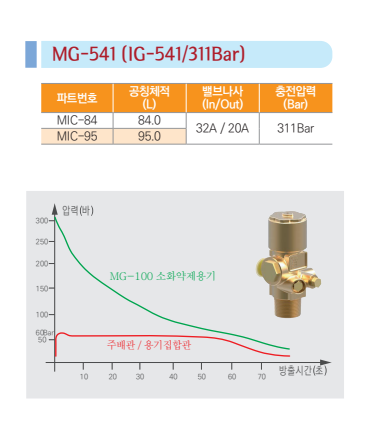 MG-541 (IG-541/311Bar)
파트번호 공칭체적 (L) 밸브나사 (In/Out) 충전압력 (Bar)
MIC-84 84.0 32A / 20A 311Bar
MIC-95 95.0
압력(바)
300
250
200
MG-100 소화약제용기
150
100
60Bar
50
주배관 / 용기집합관
10 20 30 40 50 60 70 방출시간(초)